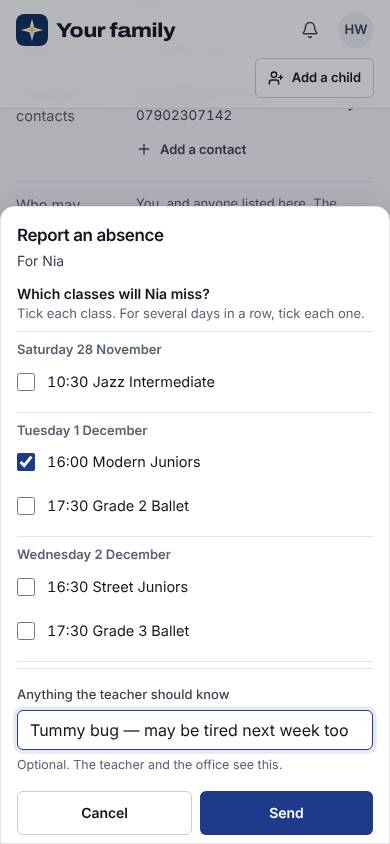 Your family
HW
Add a child
contacts
07902307142
Add a contact
Who may
You, and anyone listed here. The
Report an absence
For Nia
Which classes will Nia miss?
Tick each class. For several days in a row, tick each one.
Saturday 28 November
10:30 Jazz Intermediate
Tuesday 1 December
16:00 Modern Juniors
17:30 Grade 2 Ballet
Wednesday 2 December
16:30 Street Juniors
17:30 Grade 3 Ballet
Anything the teacher should know
Tummy bug — may be tired next week too
Optional. The teacher and the office see this.
Cancel
Send